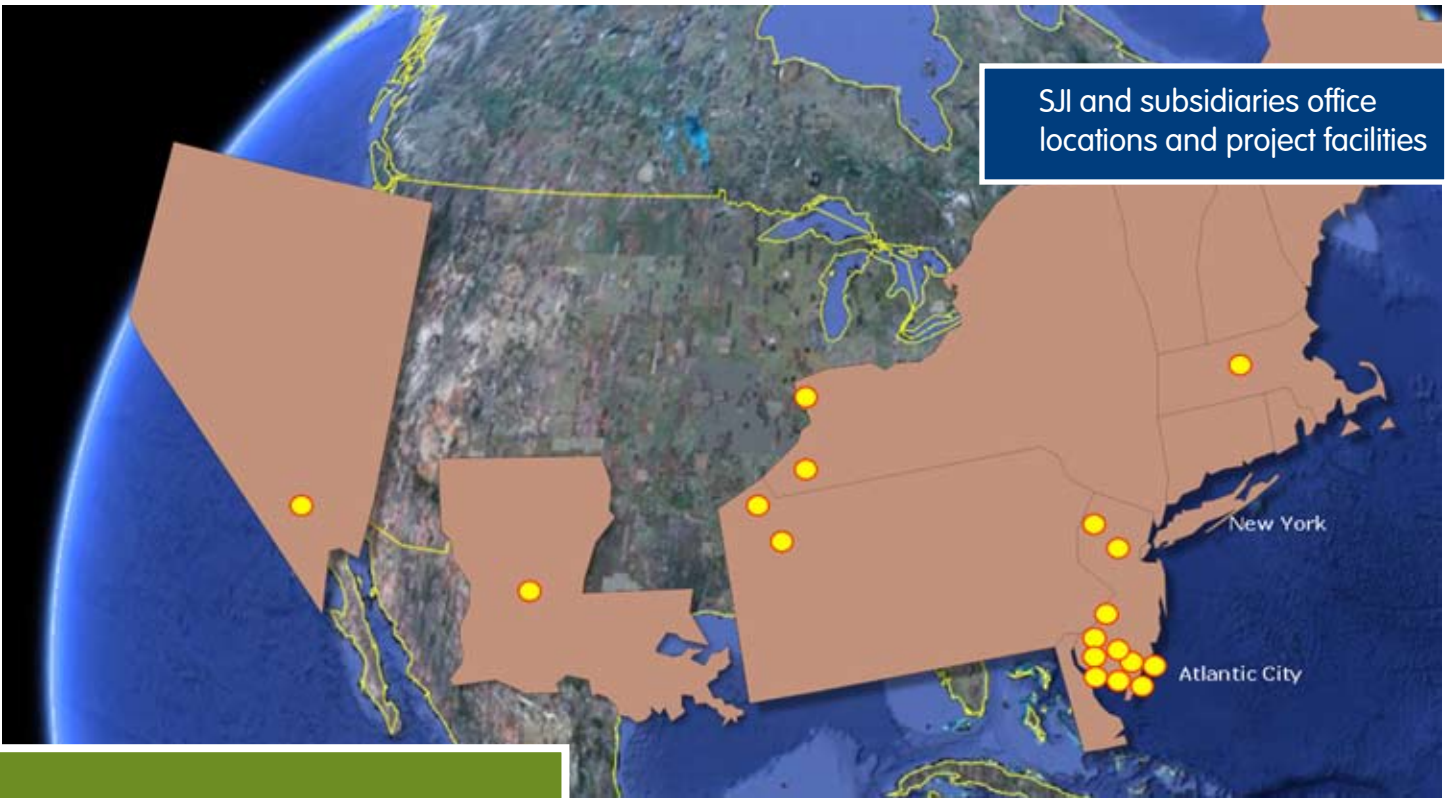 SJI and subsidiaries office
locations and project facilities
New York
Atlantic City